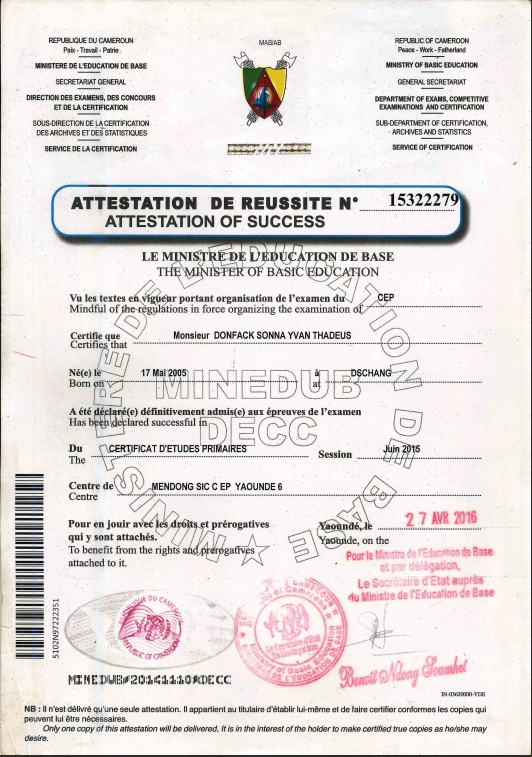 REPUBLIQUE DU CAMEROUN
Paix - Travail - Patrie
MINISTERE DE L'EDUCATION DE BASE
SECRETARIAT GENERAL
DIRECTION DES EXAMENS, DES CONCOURS
ET DE LA CERTIFICATION
SOUS-DIRECTION DE LA CERTIFICATION
DES ARCHIVES ET DES STATISTIQUES
SERVICE DE LA CERTIFICATION
MAB/AB
REPUBLIC OF CAMEROON
Peace - Work - Fatherland
MINISTRY OF BASIC EDUCATION
GENERAL SECRETARIAT
DEPARTMENT OF EXAMS, COMPETITIVE
EXAMINATIONS AND CERTIFICATION
SUB-DEPARTMENT OF CERTIFICATION,
ARCHIVES AND STATISTICS
SERVICE OF CERTIFICATION
ATTESTATION DE REUSSITE N° 15322279
ATTESTATION OF SUCCESS
LE MINISTRE DE L'EDUCATION DE BASE
THE MINISTER OF BASIC EDUCATION
Vu les textes en vigueur portant organisation de l'examen du CEP
Mindful of the regulations in force organizing the examination of
Certifie que Monsieur DONFACK SONNA YVAN THADEUS
Certifies that
Né(e) le 17 Mai 2005 à DSCHANG
Born on at
MINEDUB
DECC
MINISTERE DE L'EDUCATION DE BASE
A été déclaré(e) définitivement admis(e) aux épreuves de l'examen
Has been declared successful in
Du CERTIFICAT D'ETUDES PRIMAIRES Session Juin 2015
The
Centre de MENDONG SIC C EP YAOUNDE 6
Centre
Pour en jouir avec les droits et prérogatives
qui y sont attachés.
To benefit from the rights and prerogatives
attached to it.
Yaoundé, le 27 AVR 2016
Yaounde, on the
Pour le Ministre de l'Education de Base
et par délégation,
Le Secrétaire d'Etat auprès
du Ministre de l'Education de Base
Benoît Ndong Soumhet
5102N97222351
REPUBLIQUE DU CAMEROUN
REPUBLIC OF CAMEROON
MINEDUB*20151110*DECC
IN-03620000-YDE
NB : Il n'est délivré qu'une seule attestation. Il appartient au titulaire d'établir lui-même et de faire certifier conformes les copies qui
peuvent lui être nécessaires.
Only one copy of this attestation will be delivered. It is in the interest of the holder to make certified true copies as he/she may
desire.